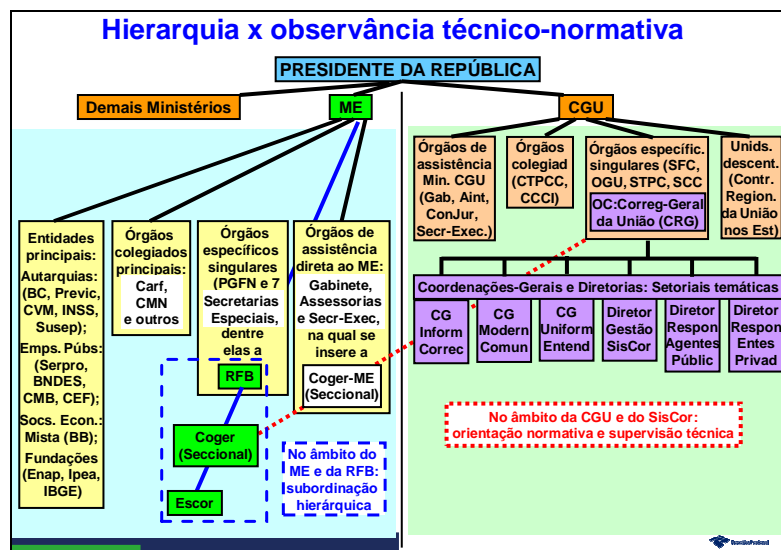 Hierarquia x observância técnico-normativa
PRESIDENTE DA REPÚBLICA
Demais Ministérios
ME
CGU
Entidades
principais:
Autarquias:
(BC, Previc,
CVM, INSS,
Susep);
Emps. Púbs:
(Serpro,
BNDES,
CMB, CEF);
Socs. Econ.:
Mista (BB);
Fundações
(Enap, Ipea,
IBGE)
Órgãos
colegiados
principais:
Carf,
CMN
e outros
Órgãos
específicos
singulares
(PGFN e 7
Secretarias
Especiais,
dentre
elas a
RFB
Coger
(Seccional)
Escor
Órgãos de
assistência
direta ao ME:
Gabinete,
Assessorias
e Secr-Exec,
na qual se
insere a
Coger-ME
(Seccional)
No âmbito do
ME e da RFB:
subordinação
hierárquica
Órgãos de
assistência
Min. CGU
(Gab, Aint,
ConJur,
Secr-Exec.)
Órgãos
colegiad
(CTPCC,
CCCI)
Órgãos específic.
singulares (SFC,
OGU, STPC, SCC
OC:Correg-Geral
da União (CRG)
Unids.
descent.
(Contr.
Region.
da União
nos Est)
Coordenações-Gerais e Diretorias: Setoriais temáticas
CG
Inform
Correc
CG
Modern
Comun
CG
Uniform
Entend
Diretor
Gestão
SisCor
Diretor
Respon
Agentes
Públic
Diretor
Respon
Entes
Privad
No âmbito da CGU e do SisCor:
orientação normativa e supervisão técnica